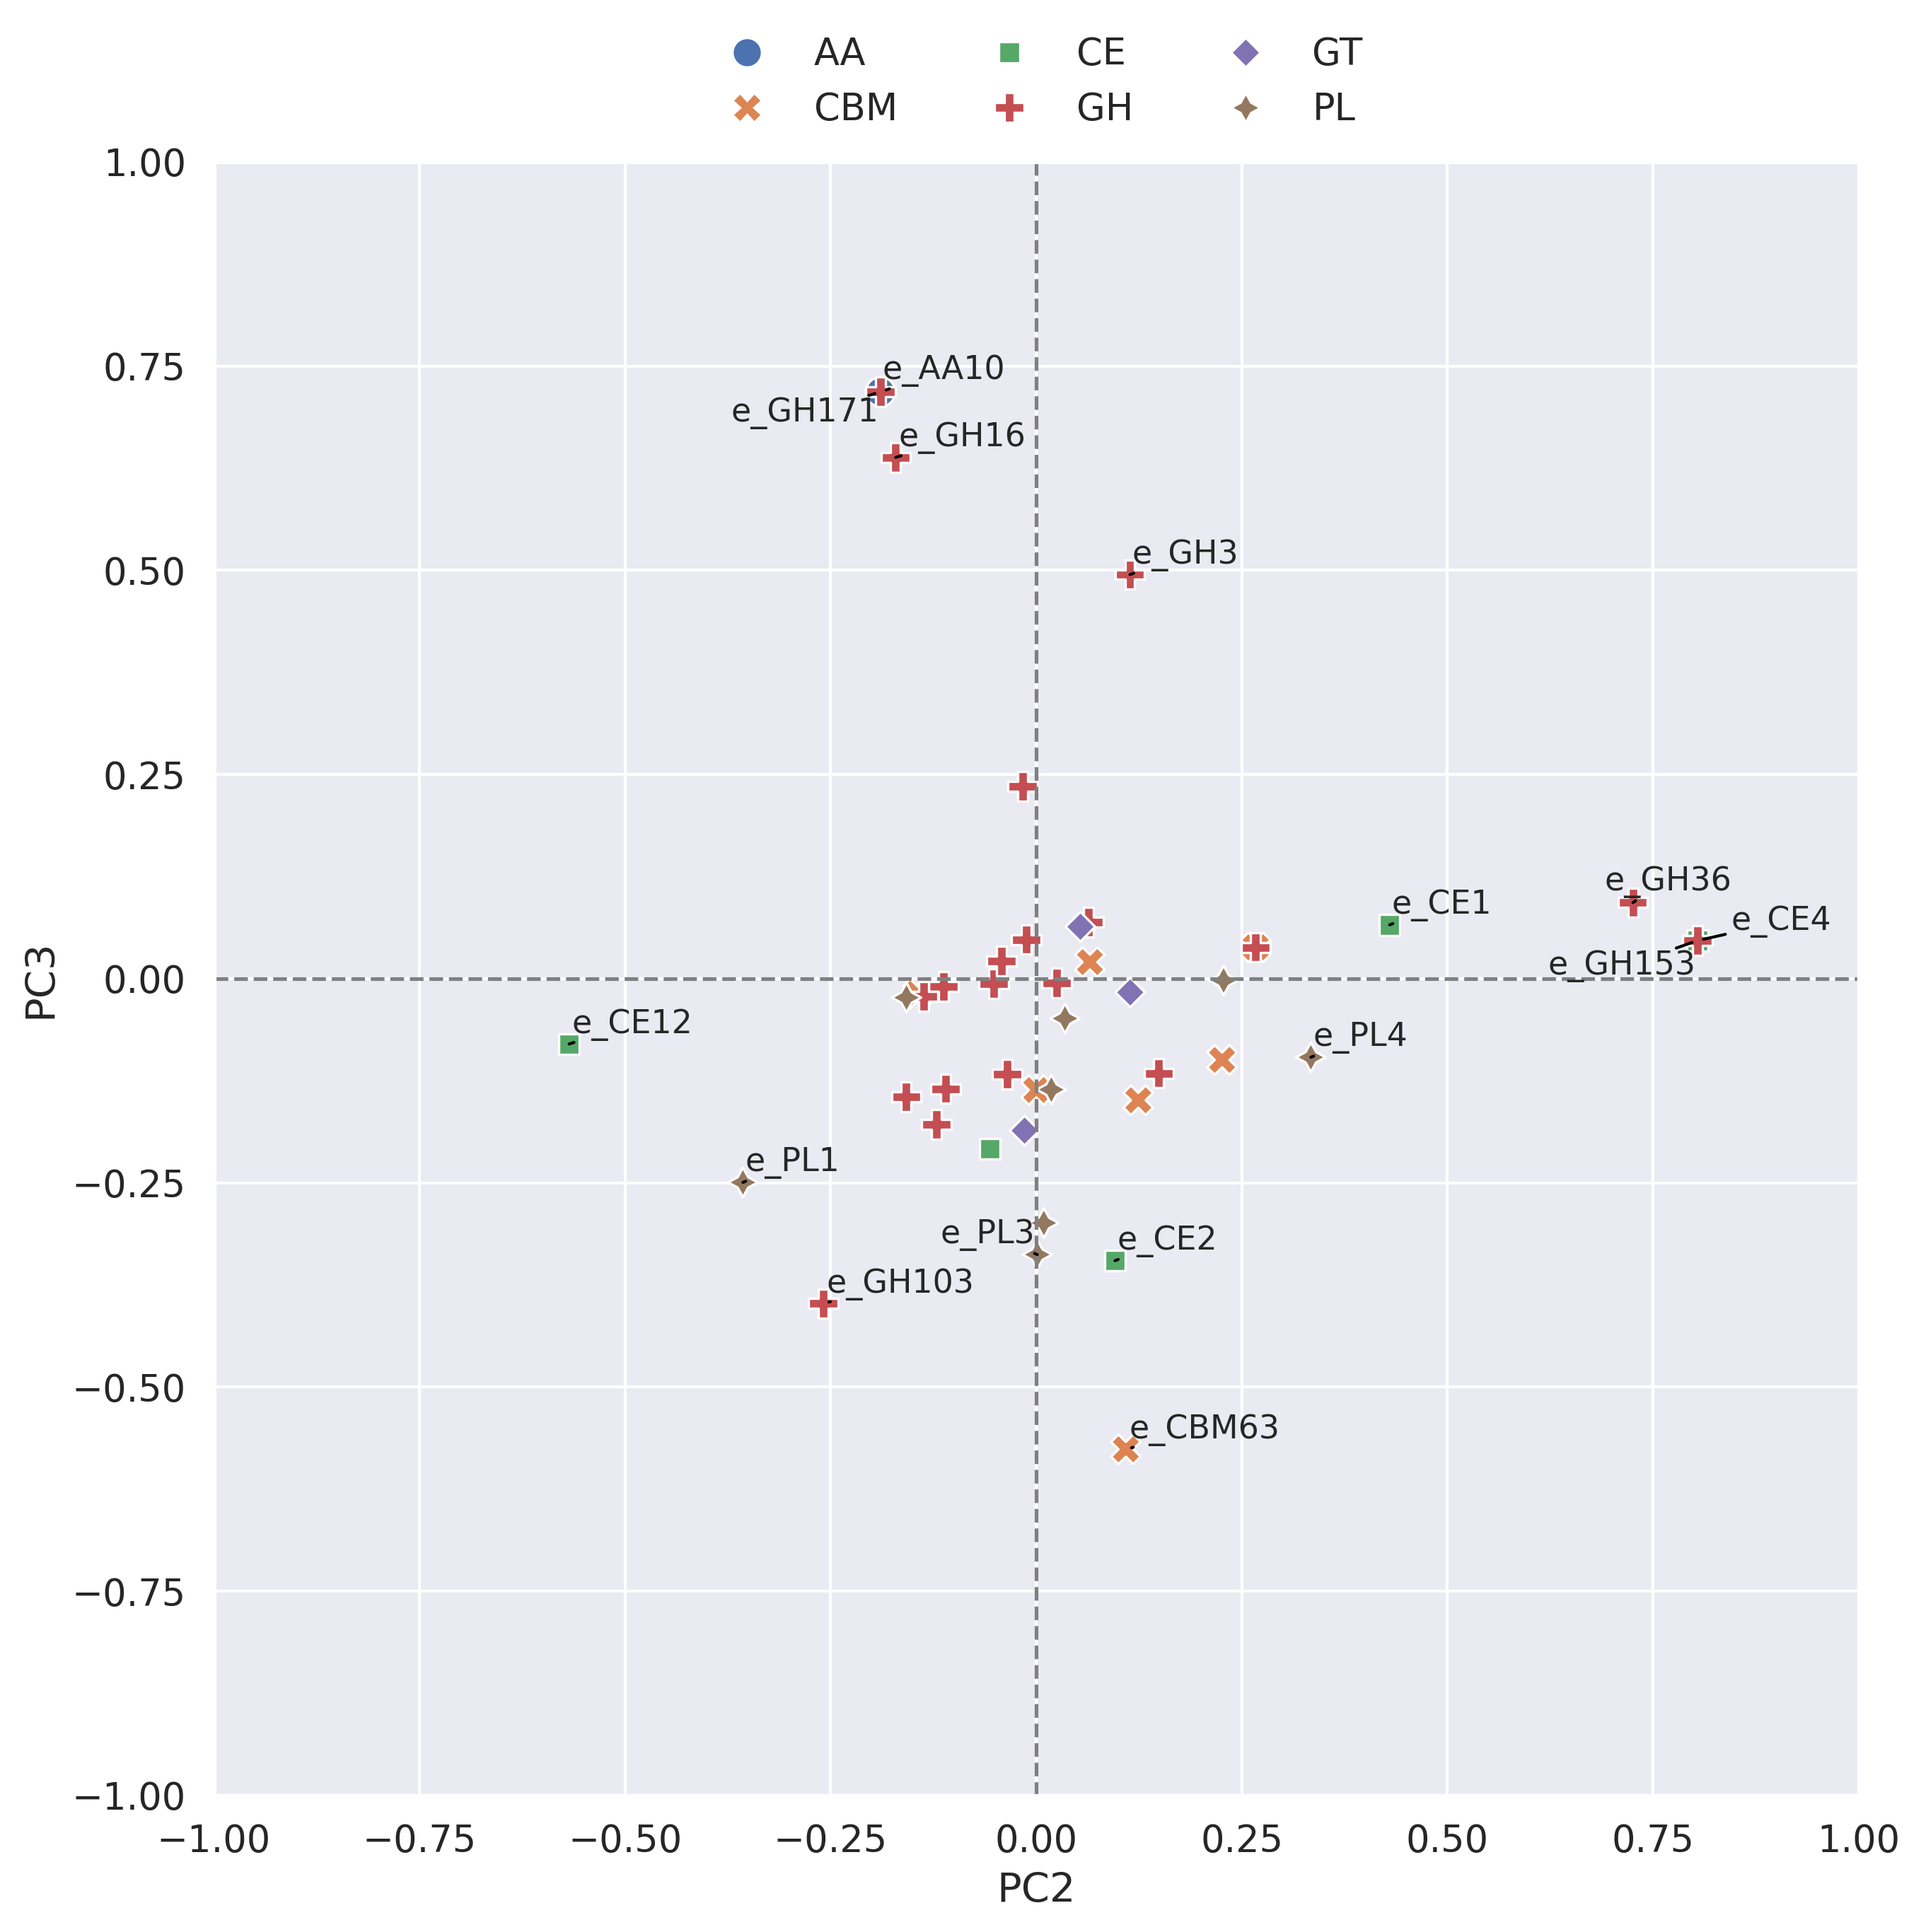 AA CE GT
CBM GH PL
1.00
0.75
0.50
0.25
0.00
−0.25
−0.50
−0.75
−1.00
PC3
e_AA10
e_GH171
e_GH16
e_GH3
e_GH36
e_CE1
e_CE4
e_GH153
e_CE12
e_PL4
e_PL1
e_PL3
e_CE2
e_GH103
e_CBM63
−1.00 −0.75 −0.50 −0.25 0.00 0.25 0.50 0.75 1.00
PC2